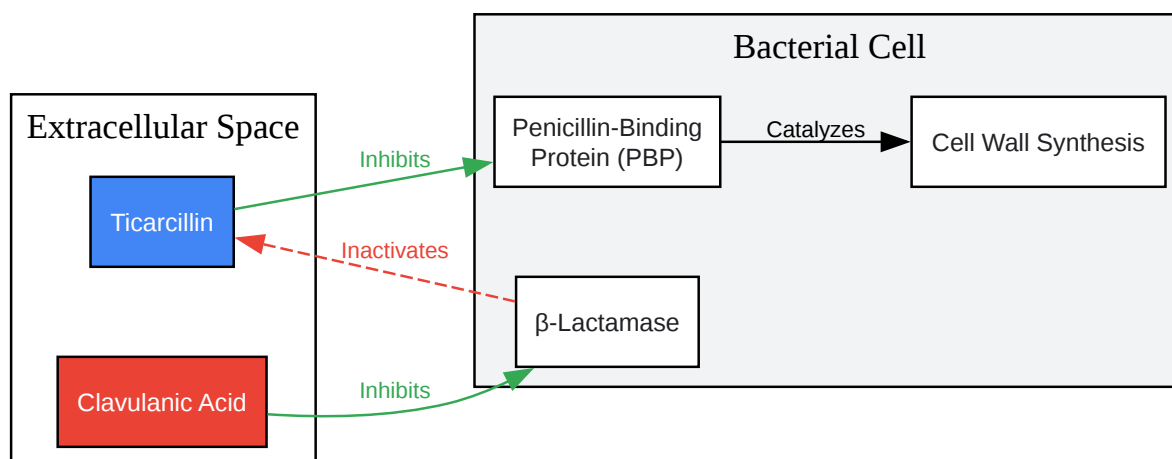 Bacterial Cell
Extracellular Space
Penicillin-Binding
Protein (PBP)
Catalyzes
Cell Wall Synthesis
Inhibits
Ticarcillin
Inactivates
β-Lactamase
Clavulanic Acid
Inhibits